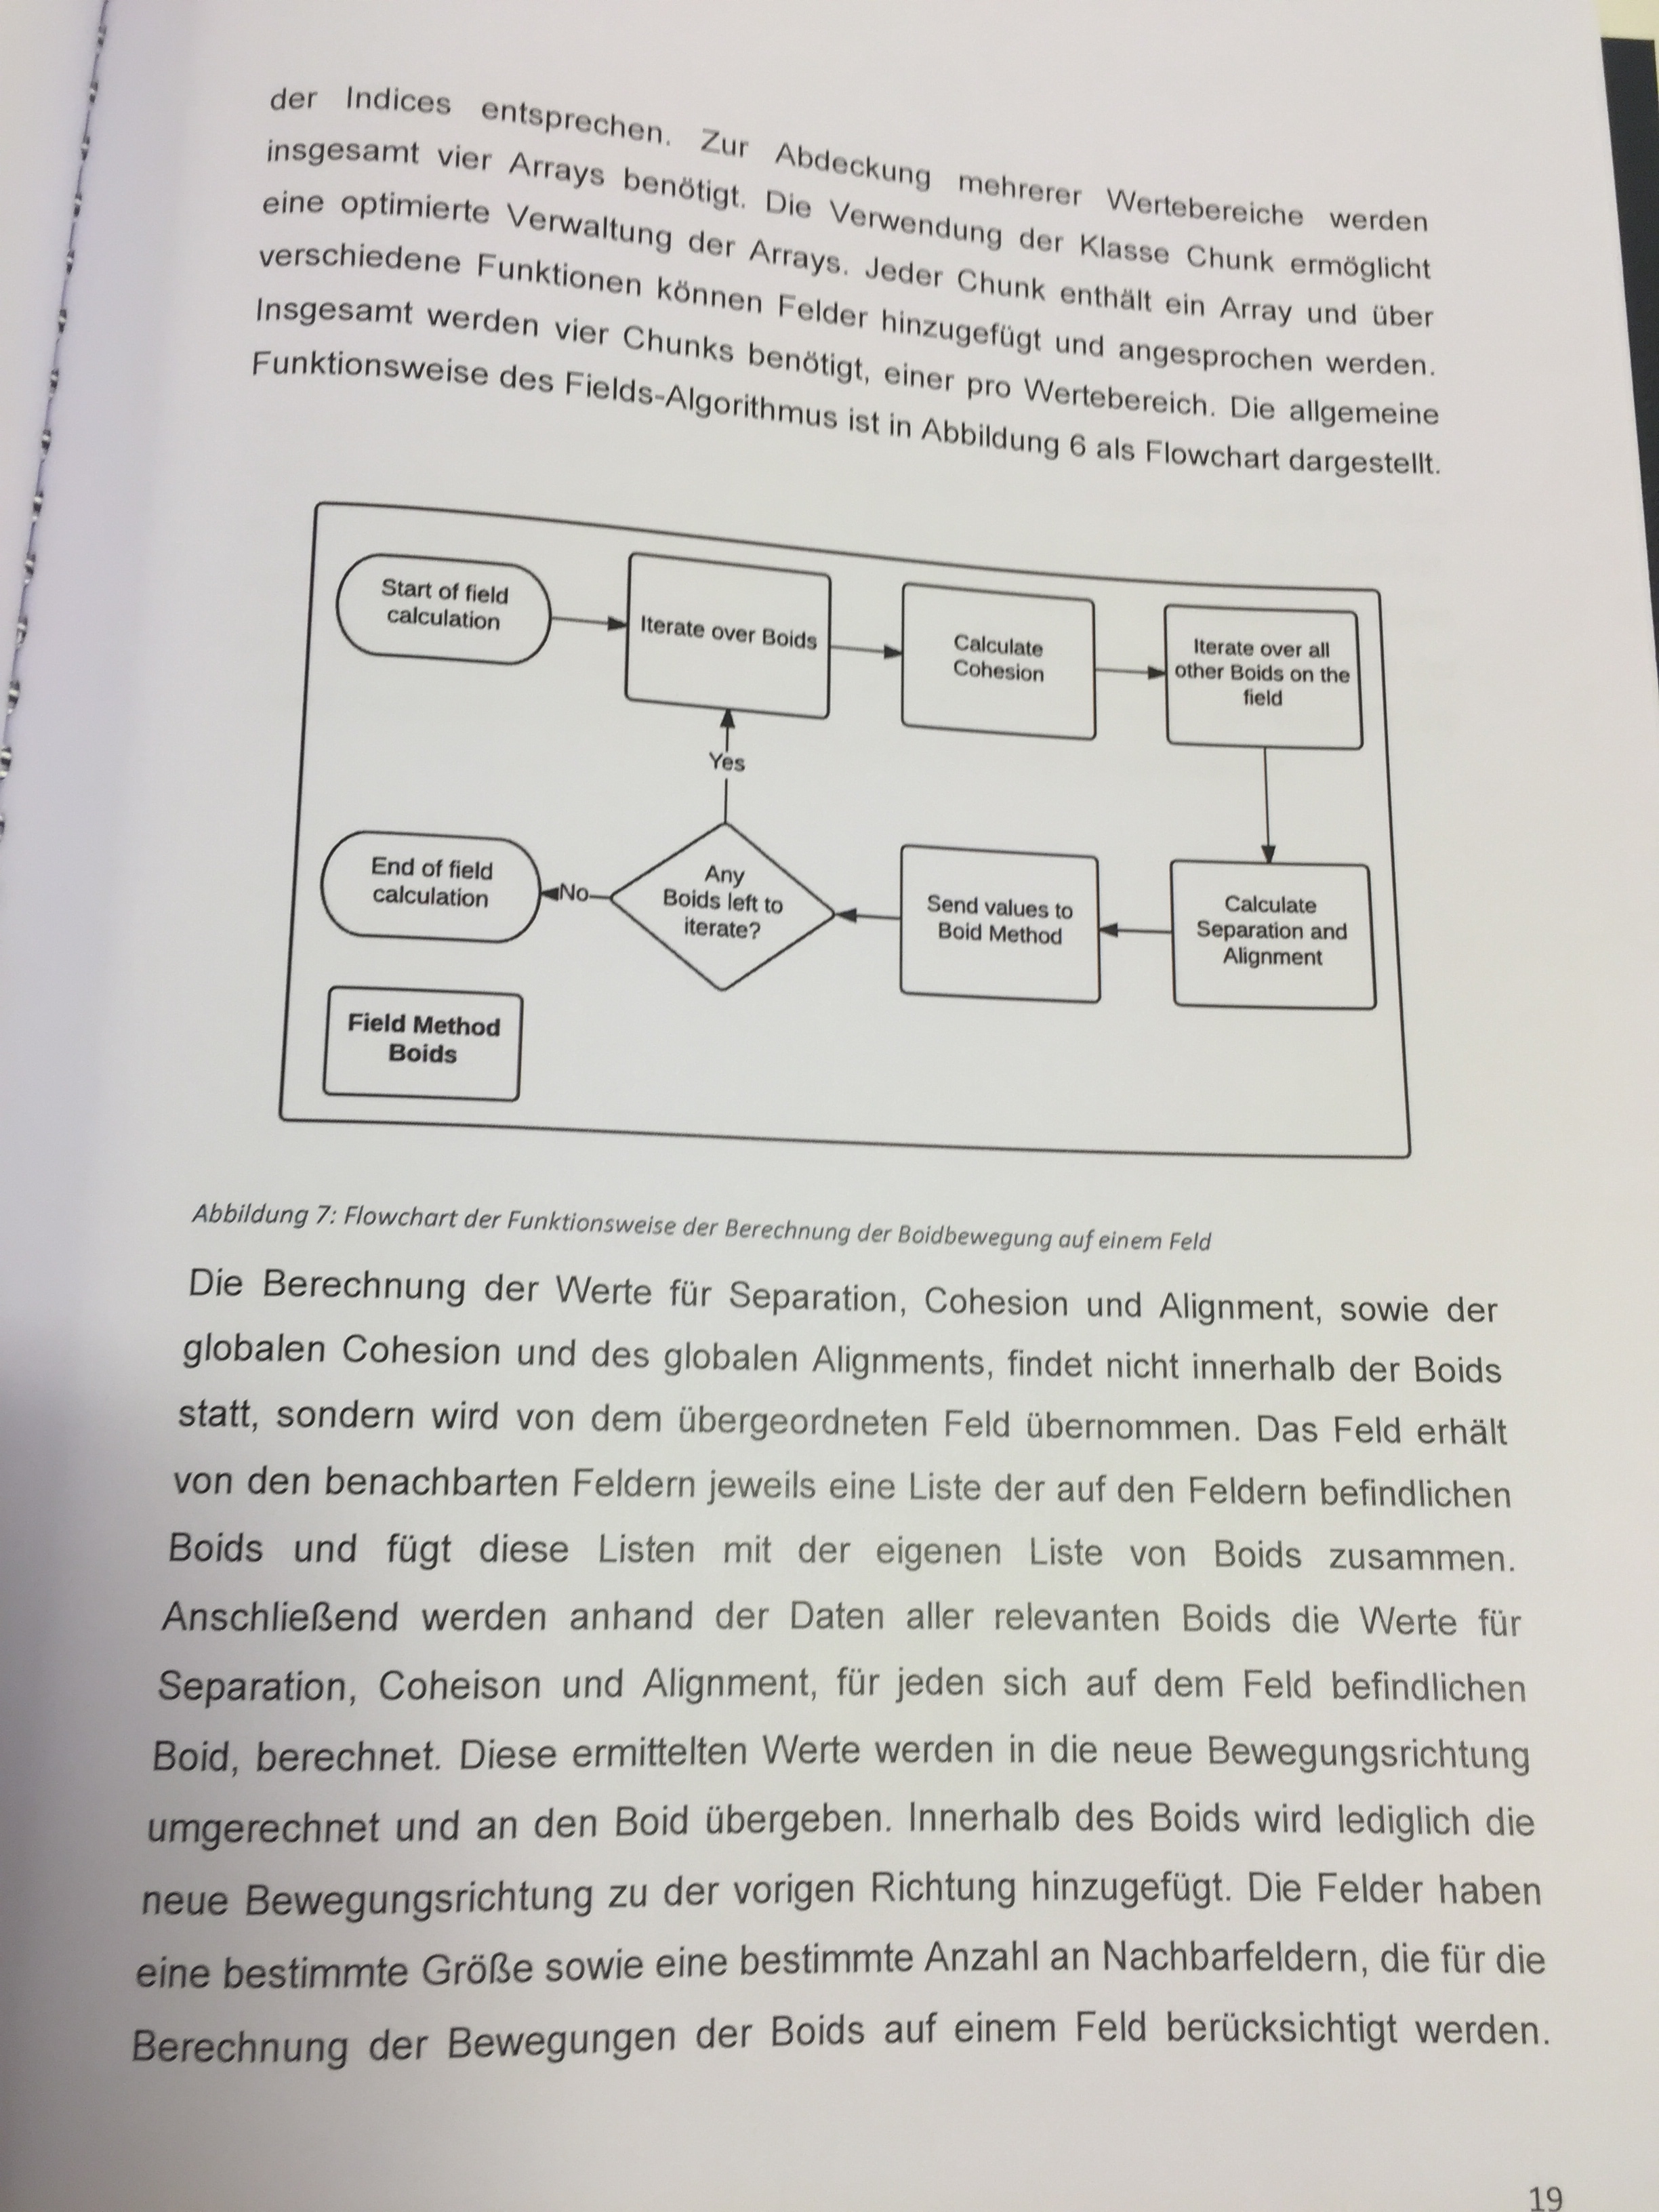 der Indices entsprechen. Zur Abdeckung mehrerer Wertebereiche werden
insgesamt vier Arrays benötigt. Die Verwendung der Klasse Chunk ermöglicht
eine optimierte Verwaltung der Arrays. Jeder Chunk enthält ein Array und über
verschiedene Funktionen können Felder hinzugefügt und angesprochen werden.
Insgesamt werden vier Chunks benötigt, einer pro Wertebereich. Die allgemeine
Funktionsweise des Fields-Algorithmus ist in Abbildung 6 als Flowchart dargestellt.
Start of field
calculation
Iterate over Boids
Calculate
Cohesion
Iterate over all
other Boids on the
field
Yes
End of field
calculation
No
Any
Boids left to
iterate?
Send values to
Boid Method
Calculate
Separation and
Alignment
Field Method
Boids
Abbildung 7: Flowchart der Funktionsweise der Berechnung der Boidbewegung auf einem Feld
Die Berechnung der Werte für Separation, Cohesion und Alignment, sowie der
globalen Cohesion und des globalen Alignments, findet nicht innerhalb der Boids
statt, sondern wird von dem übergeordneten Feld übernommen. Das Feld erhält
von den benachbarten Feldern jeweils eine Liste der auf den Feldern befindlichen
Boids und fügt diese Listen mit der eigenen Liste von Boids zusammen.
Anschließend werden anhand der Daten aller relevanten Boids die Werte für
Separation, Coheison und Alignment, für jeden sich auf dem Feld befindlichen
Boid, berechnet. Diese ermittelten Werte werden in die neue Bewegungsrichtung
umgerechnet und an den Boid übergeben. Innerhalb des Boids wird lediglich die
neue Bewegungsrichtung zu der vorigen Richtung hinzugefügt. Die Felder haben
eine bestimmte Größe sowie eine bestimmte Anzahl an Nachbarfeldern, die für die
Berechnung der Bewegungen der Boids auf einem Feld berücksichtigt werden.
19